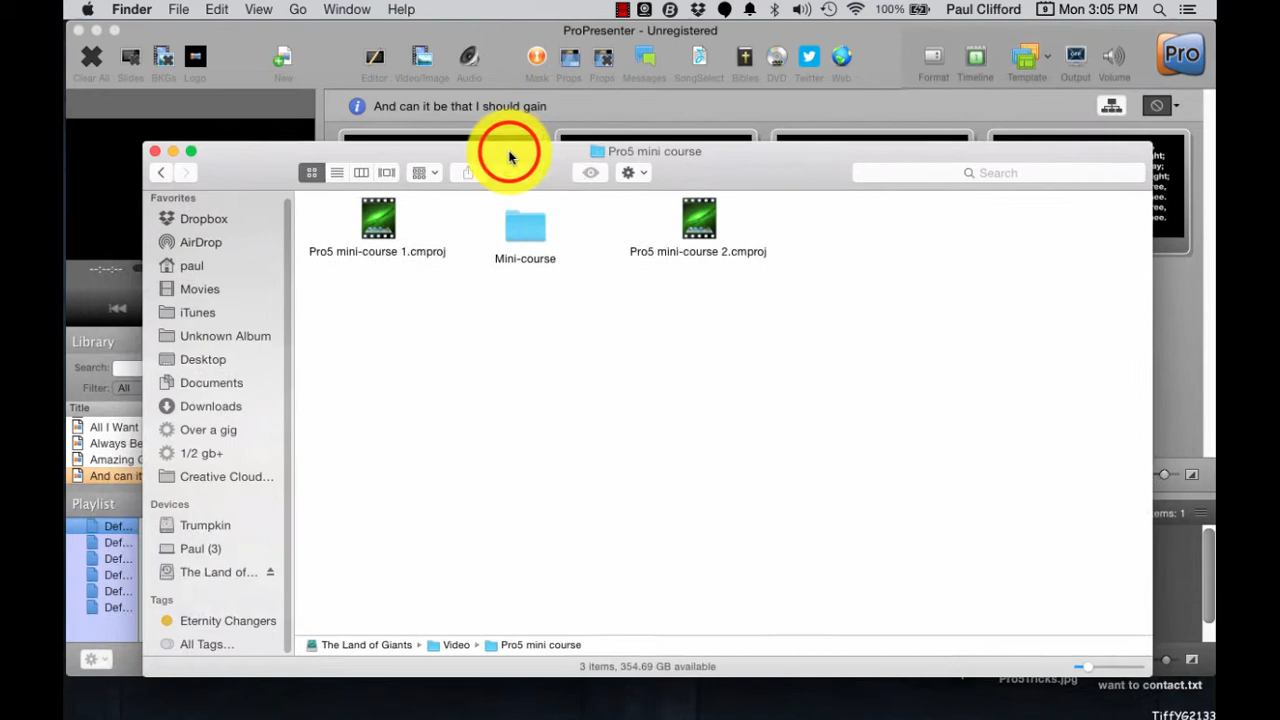 Finder File Edit View Go Window Help 100% Paul Clifford 9 Mon 3:05 PM
ProPresenter - Unregistered
Clear All Slides BKGs Logo New Editor Video/Image Audio Mask Props Props Messages SongSelect Bibles DVD Twitter Web Format Timeline Template Output Volume Pro
And can it be that I should gain
Pro5 mini course
Search
Favorites
Dropbox
AirDrop
paul
Movies
iTunes
Unknown Album
Desktop
Documents
Downloads
Over a gig
1/2 gb+
Creative Cloud...
Devices
Trumpkin
Paul (3)
The Land of...
Tags
Eternity Changers
All Tags...
Pro5 mini-course 1.cmproj
Mini-course
Pro5 mini-course 2.cmproj
The Land of Giants Video Pro5 mini course
3 items, 354.69 GB available
--:--:--
Library
Search:
Filter: All
Title
All I Want
Always Be
Amazing
And can it
Playlist
Def...
Def...
Def...
Def...
Def...
Def...
ems: 1
Pro5Tricks.jpg
want to contact.txt
TiffyG2133